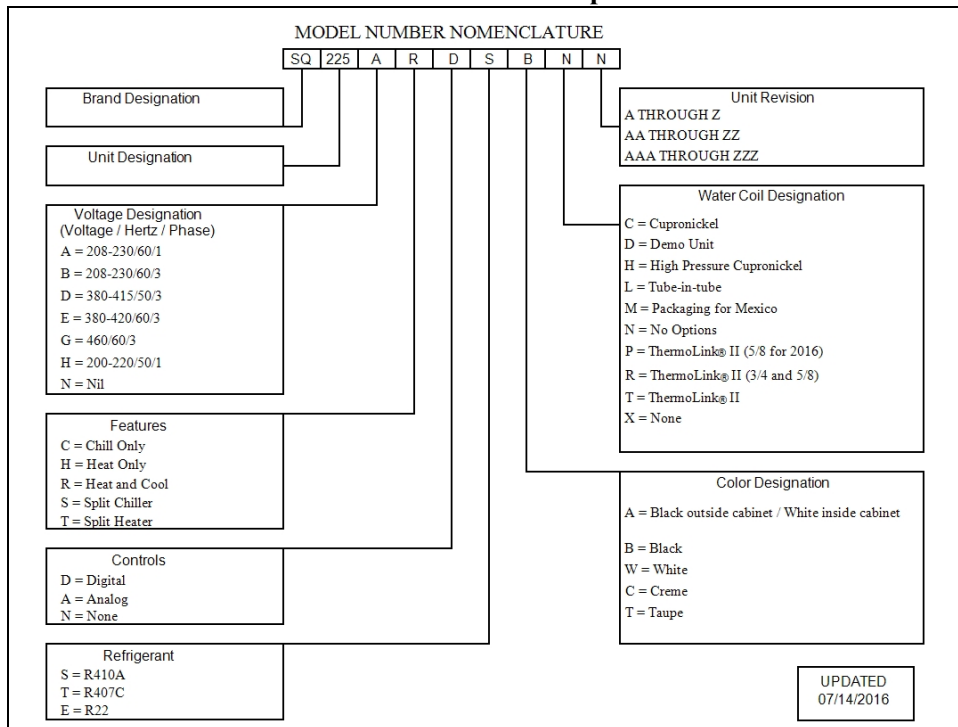 MODEL NUMBER NOMENCLATURE
SQ 225 A R D S B N N
Brand Designation
Unit Designation
Voltage Designation
(Voltage / Hertz / Phase)
A = 208-230/60/1
B = 208-230/60/3
D = 380-415/50/3
E = 380-420/60/3
G = 460/60/3
H = 200-220/50/1
N = Nil
Features
C = Chill Only
H = Heat Only
R = Heat and Cool
S = Split Chiller
T = Split Heater
Controls
D = Digital
A = Analog
N = None
Refrigerant
S = R410A
T = R407C
E = R22
Unit Revision
A THROUGH Z
AA THROUGH ZZ
AAA THROUGH ZZZ
Water Coil Designation
C = Cupronickel
D = Demo Unit
H = High Pressure Cupronickel
L = Tube-in-tube
M = Packaging for Mexico
N = No Options
P = ThermoLink® II (5/8 for 2016)
R = ThermoLink® II (3/4 and 5/8)
T = ThermoLink® II
X = None
Color Designation
A = Black outside cabinet / White inside cabinet
B = Black
W = White
C = Creme
T = Taupe
UPDATED
07/14/2016